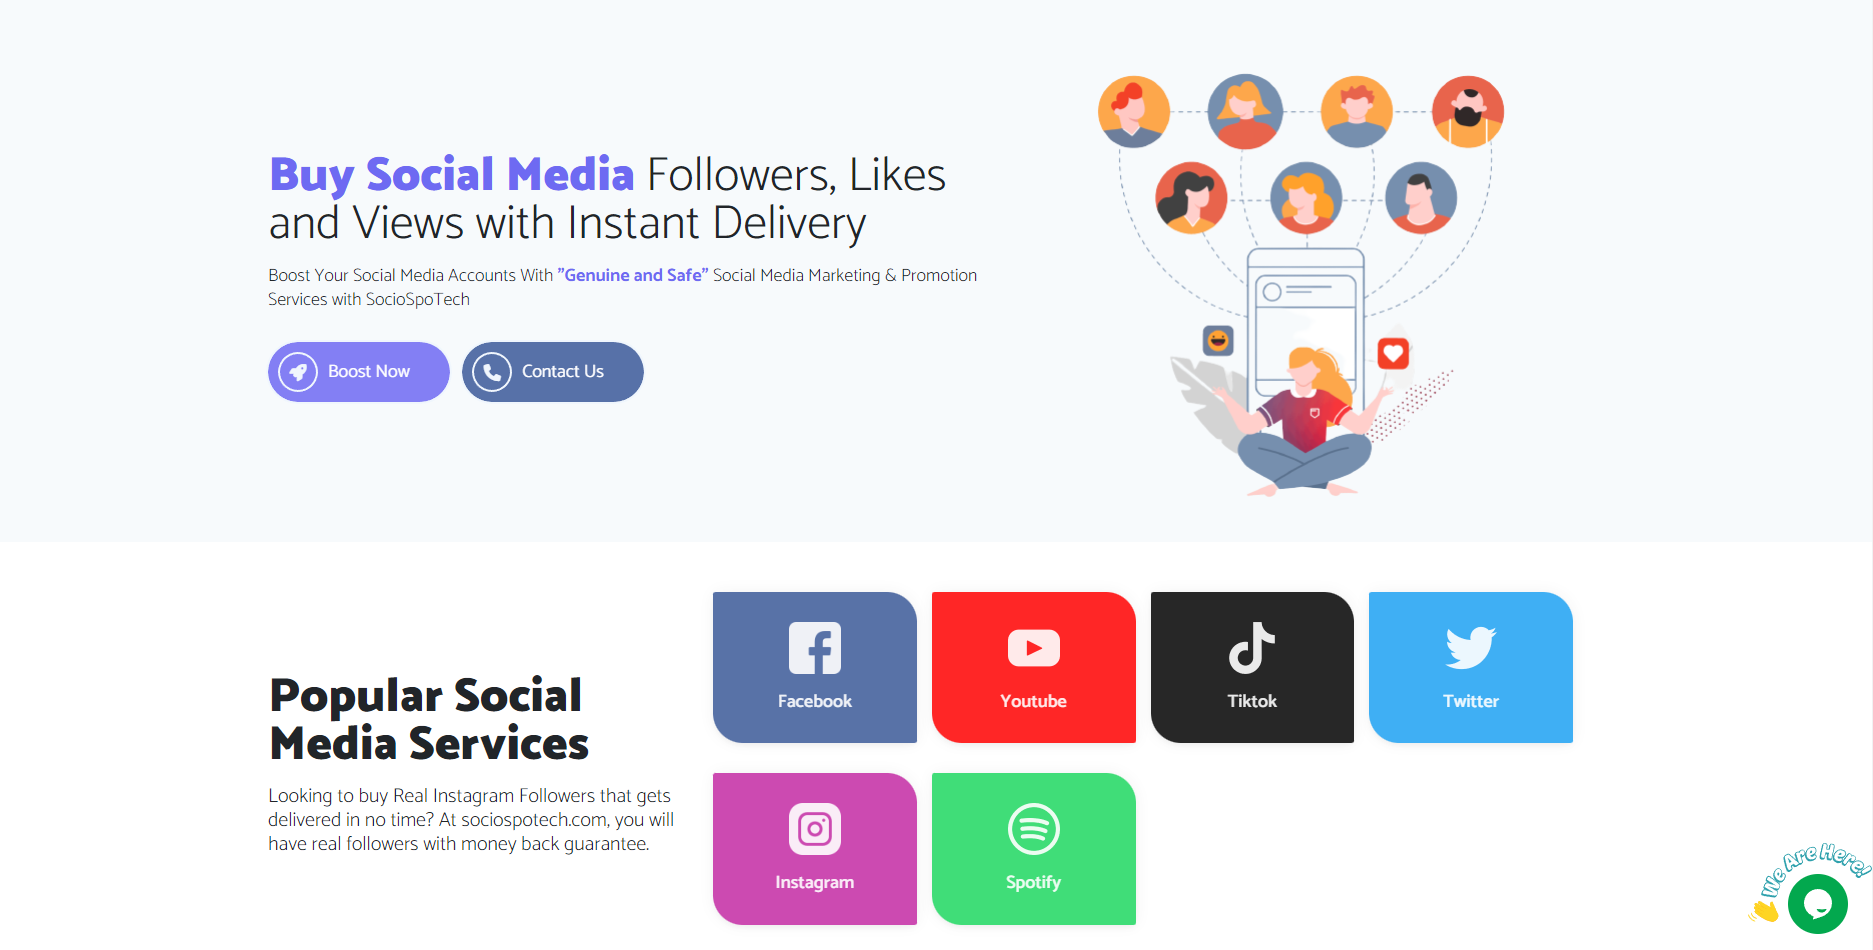 Buy Social Media Followers, Likes
and Views with Instant Delivery
Boost Your Social Media Accounts With "Genuine and Safe" Social Media Marketing & Promotion
Services with SocioSpoTech
Boost Now
Contact Us
Facebook
Youtube
Tiktok
Twitter
Popular Social
Media Services
Looking to buy Real Instagram Followers that gets
delivered in no time? At sociospotech.com, you will
have real followers with money back guarantee.
Instagram
Spotify
We Are Here!